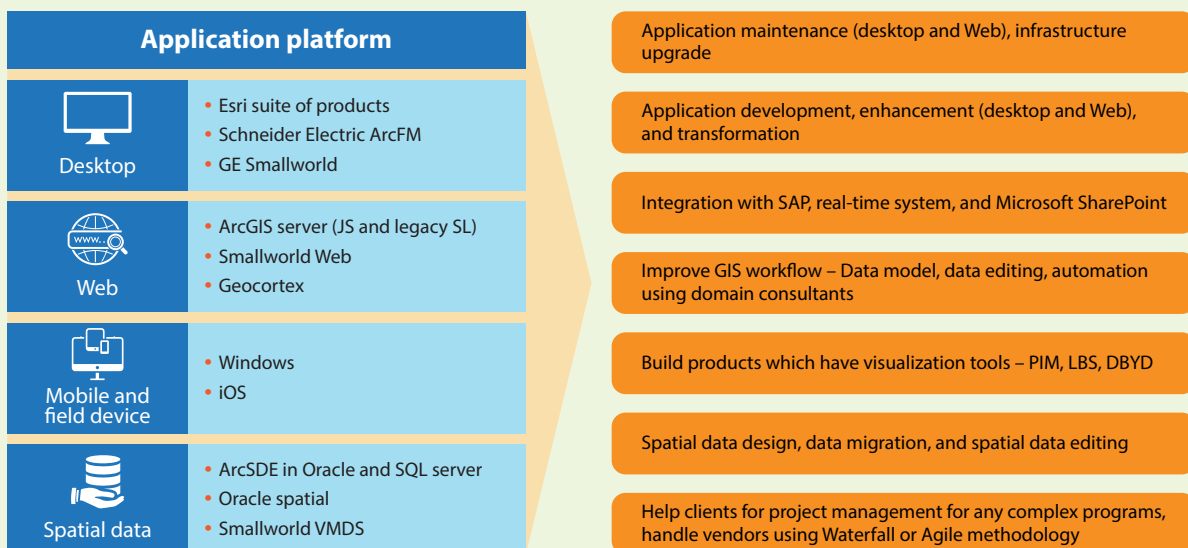 Application platform
Desktop
• Esri suite of products
• Schneider Electric ArcFM
• GE Smallworld
www..
Web
• ArcGIS server (JS and legacy SL)
• Smallworld Web
• Geocortex
Mobile and
field device
• Windows
• iOS
Spatial data
• ArcSDE in Oracle and SQL server
• Oracle spatial
• Smallworld VMDS
Application maintenance (desktop and Web), infrastructure
upgrade
Application development, enhancement (desktop and Web),
and transformation
Integration with SAP, real-time system, and Microsoft SharePoint
Improve GIS workflow – Data model, data editing, automation
using domain consultants
Build products which have visualization tools – PIM, LBS, DBYD
Spatial data design, data migration, and spatial data editing
Help clients for project management for any complex programs,
handle vendors using Waterfall or Agile methodology